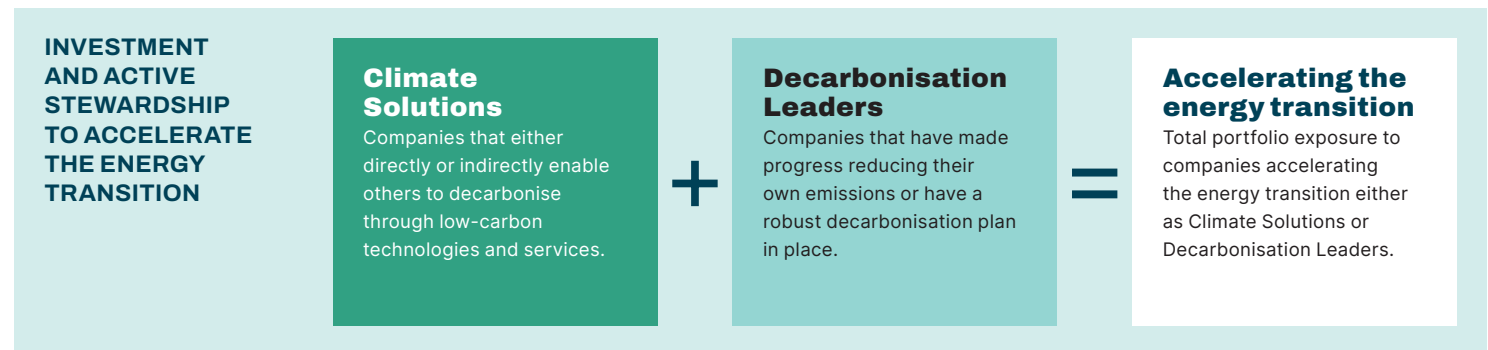 INVESTMENT
AND ACTIVE
STEWARDSHIP
TO ACCELERATE
THE ENERGY
TRANSITION
Climate
Solutions
Companies that either
directly or indirectly enable
others to decarbonise
through low-carbon
technologies and services.
+
Decarbonisation
Leaders
Companies that have made
progress reducing their
own emissions or have a
robust decarbonisation plan
in place.
=
Accelerating the
energy transition
Total portfolio exposure to
companies accelerating
the energy transition either
as Climate Solutions or
Decarbonisation Leaders.